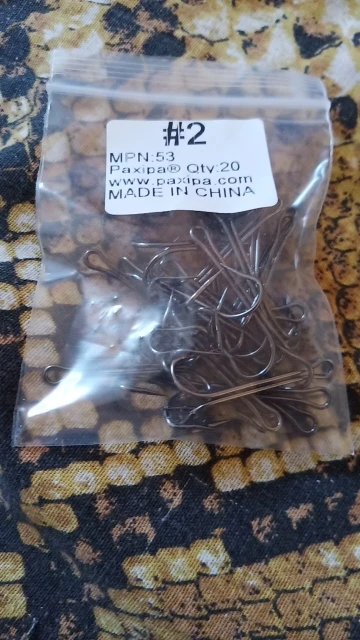 #2
MPN:53
Paxipa® Qty:20
www.paxipa.com
MADE IN CHINA